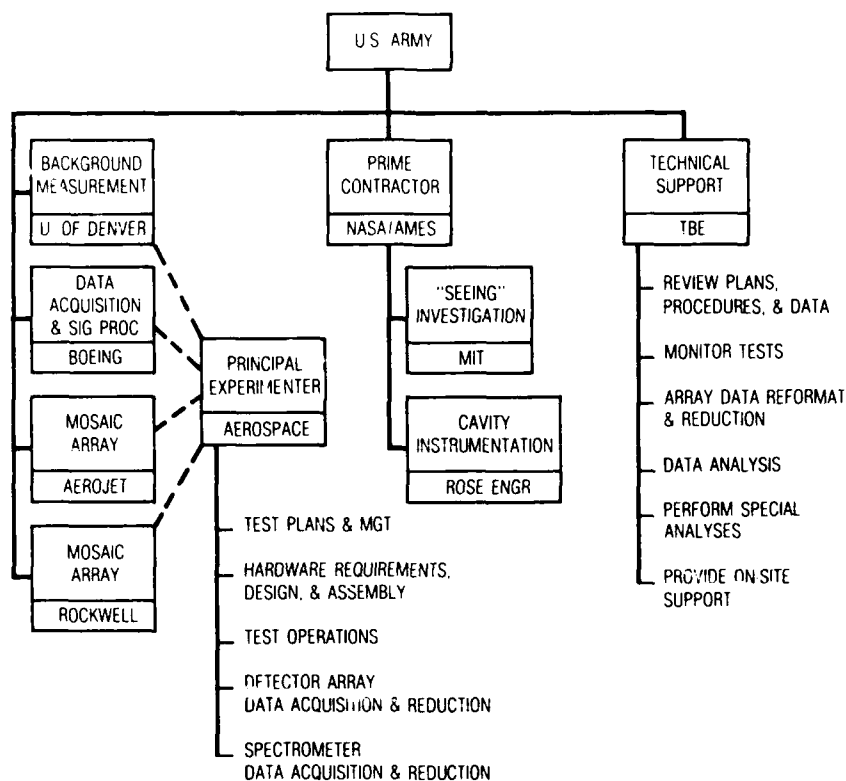 U S ARMY
BACKGROUND
MEASUREMENT
U OF DENVER
PRIME
CONTRACTOR
NASA/AMES
TECHNICAL
SUPPORT
TBE
DATA
ACQUISITION
& SIG PROC
BOEING
MOSAIC
ARRAY
AEROJET
MOSAIC
ARRAY
ROCKWELL
PRINCIPAL
EXPERIMENTER
AEROSPACE
TEST PLANS & MGT
HARDWARE REQUIREMENTS,
DESIGN, & ASSEMBLY
TEST OPERATIONS
DETECTOR ARRAY
DATA ACQUISITION & REDUCTION
SPECTROMETER
DATA ACQUISITION & REDUCTION
"SEEING"
INVESTIGATION
MIT
CAVITY
INSTRUMENTATION
ROSE ENGR
REVIEW PLANS,
PROCEDURES, & DATA
MONITOR TESTS
ARRAY DATA REFORMAT
& REDUCTION
DATA ANALYSIS
PERFORM SPECIAL
ANALYSES
PROVIDE ON-SITE
SUPPORT